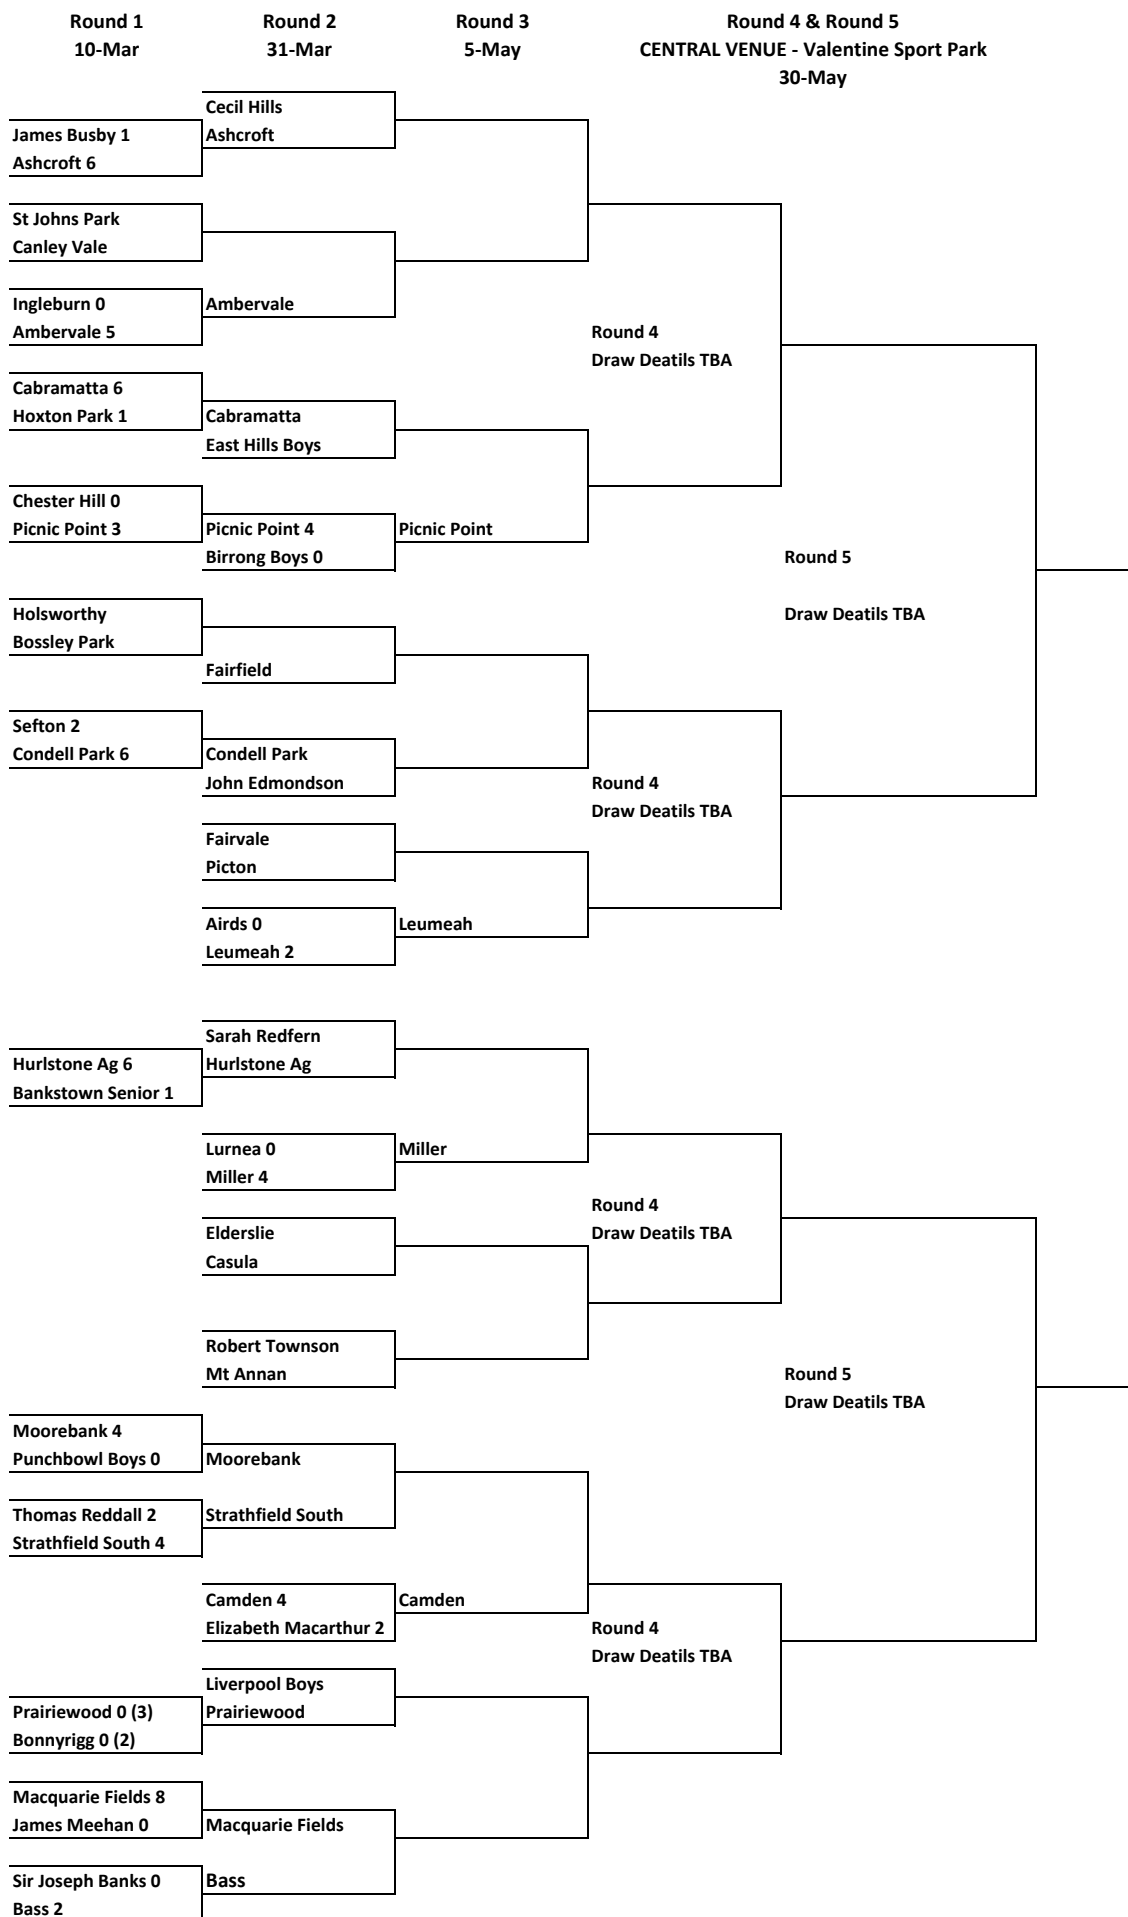 Round 1
10-Mar
Round 2
31-Mar
Round 3
5-May
Round 4 & Round 5
CENTRAL VENUE - Valentine Sport Park
30-May
James Busby 1
Ashcroft 6
St Johns Park
Canley Vale
Ingleburn 0
Ambervale 5
Cabramatta 6
Hoxton Park 1
Chester Hill 0
Picnic Point 3
Holsworthy
Bossley Park
Sefton 2
Condell Park 6
Hurlstone Ag 6
Bankstown Senior 1
Moorebank 4
Punchbowl Boys 0
Thomas Reddall 2
Strathfield South 4
Prairiewood 0 (3)
Bonnyrigg 0 (2)
Macquarie Fields 8
James Meehan 0
Sir Joseph Banks 0
Bass 2
Cecil Hills
Ashcroft
Ambervale
Cabramatta
East Hills Boys
Picnic Point 4
Birrong Boys 0
Fairfield
Condell Park
John Edmondson
Fairvale
Picton
Airds 0
Leumeah 2
Sarah Redfern
Hurlstone Ag
Lurnea 0
Miller 4
Elderslie
Casula
Robert Townson
Mt Annan
Moorebank
Strathfield South
Camden 4
Elizabeth Macarthur 2
Liverpool Boys
Prairiewood
Macquarie Fields
Bass
Picnic Point
Leumeah
Miller
Camden
Round 4
Draw Deatils TBA
Round 4
Draw Deatils TBA
Round 4
Draw Deatils TBA
Round 4
Draw Deatils TBA
Round 5
Draw Deatils TBA
Round 5
Draw Deatils TBA